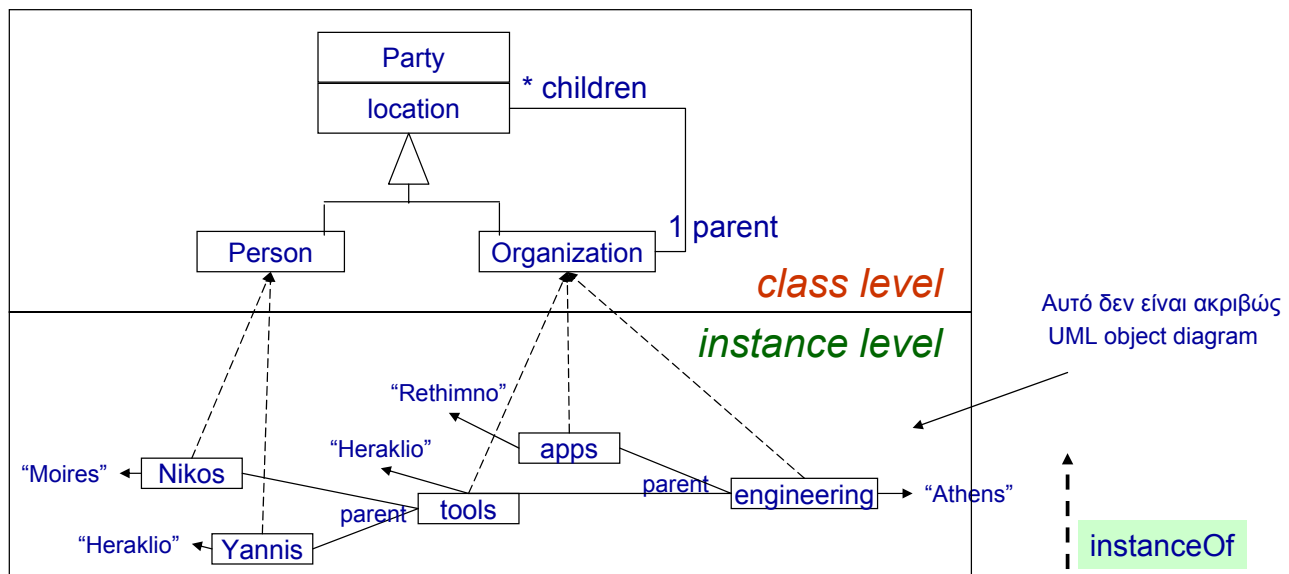 Party
* children
location
1 parent
Person
Organization
class level
Αυτό δεν είναι ακριβώς
UML object diagram
instance level
“Rethimno”
apps
“Heraklio”
“Moires”
Nikos
parent
engineering
“Athens”
tools
parent
“Heraklio”
Yannis
instanceOf